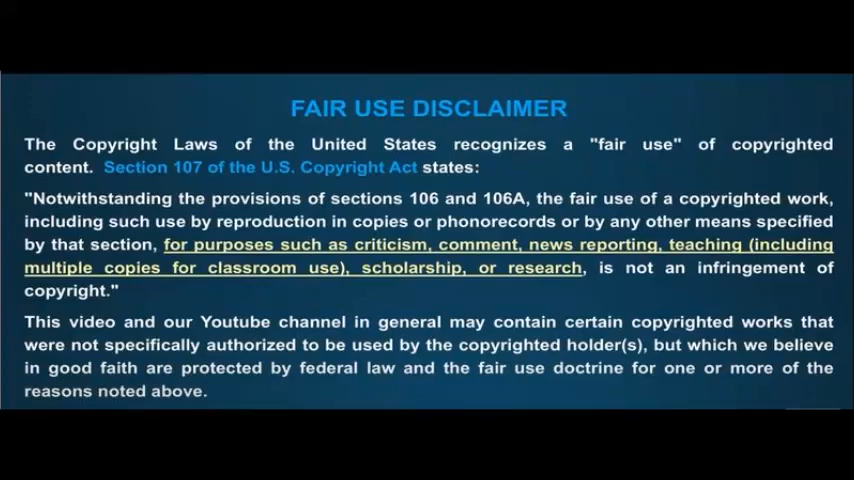 FAIR USE DISCLAIMER
The Copyright Laws of the United States recognizes a "fair use" of copyrighted
content. Section 107 of the U.S. Copyright Act states:
"Notwithstanding the provisions of sections 106 and 106A, the fair use of a copyrighted work,
including such use by reproduction in copies or phonorecords or by any other means specified
by that section, for purposes such as criticism, comment, news reporting, teaching (including
multiple copies for classroom use), scholarship, or research, is not an infringement of
copyright."
This video and our Youtube channel in general may contain certain copyrighted works that
were not specifically authorized to be used by the copyrighted holder(s), but which we believe
in good faith are protected by federal law and the fair use doctrine for one or more of the
reasons noted above.